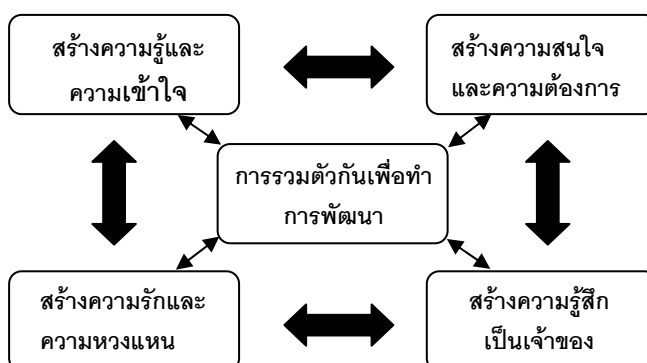 สร้างความรู้และ
ความเข้าใจ
สร้างความสนใจ
และความต้องการ
การรวมตัวกันเพื่อทำ
การพัฒนา
สร้างความรักและ
ความหวงแหน
สร้างความรู้สึก
เป็นเจ้าของ